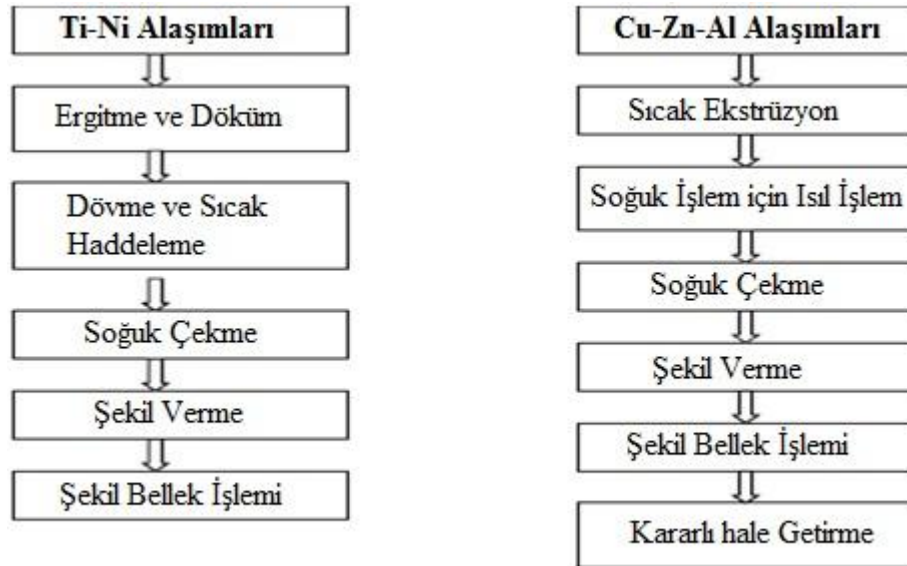 Ti-Ni Alaşımları
Ergitme ve Döküm
Dövme ve Sıcak
Haddeleme
Soğuk Çekme
Şekil Verme
Şekil Bellek İşlemi
Cu-Zn-Al Alaşımları
Sıcak Ekstrüzyon
Soğuk İşlem için Isıl İşlem
Soğuk Çekme
Şekil Verme
Şekil Bellek İşlemi
Kararlı hale Getirme